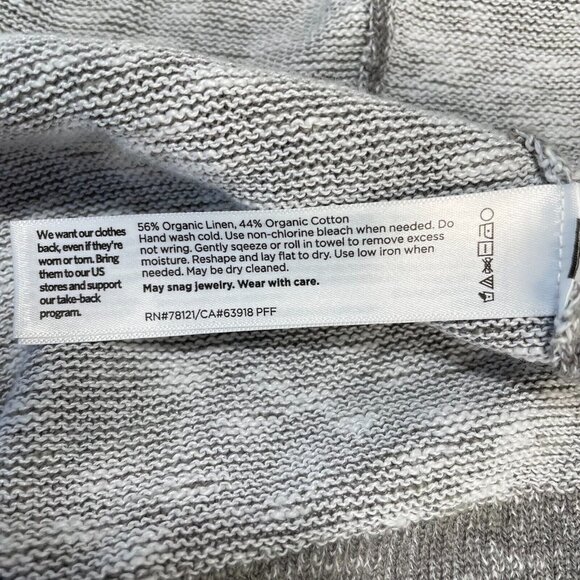 We want our clothes
back, even if they're
worn or torn. Bring
them to our US
stores and support
our take-back
program.
56% Organic Linen, 44% Organic Cotton
Hand wash cold. Use non-chlorine bleach when needed. Do
not wring. Gently sqeeze or roll in towel to remove excess
moisture. Reshape and lay flat to dry. Use low iron when
needed. May be dry cleaned.
May snag jewelry. Wear with care.
RN#78121/CA#63918 PFF